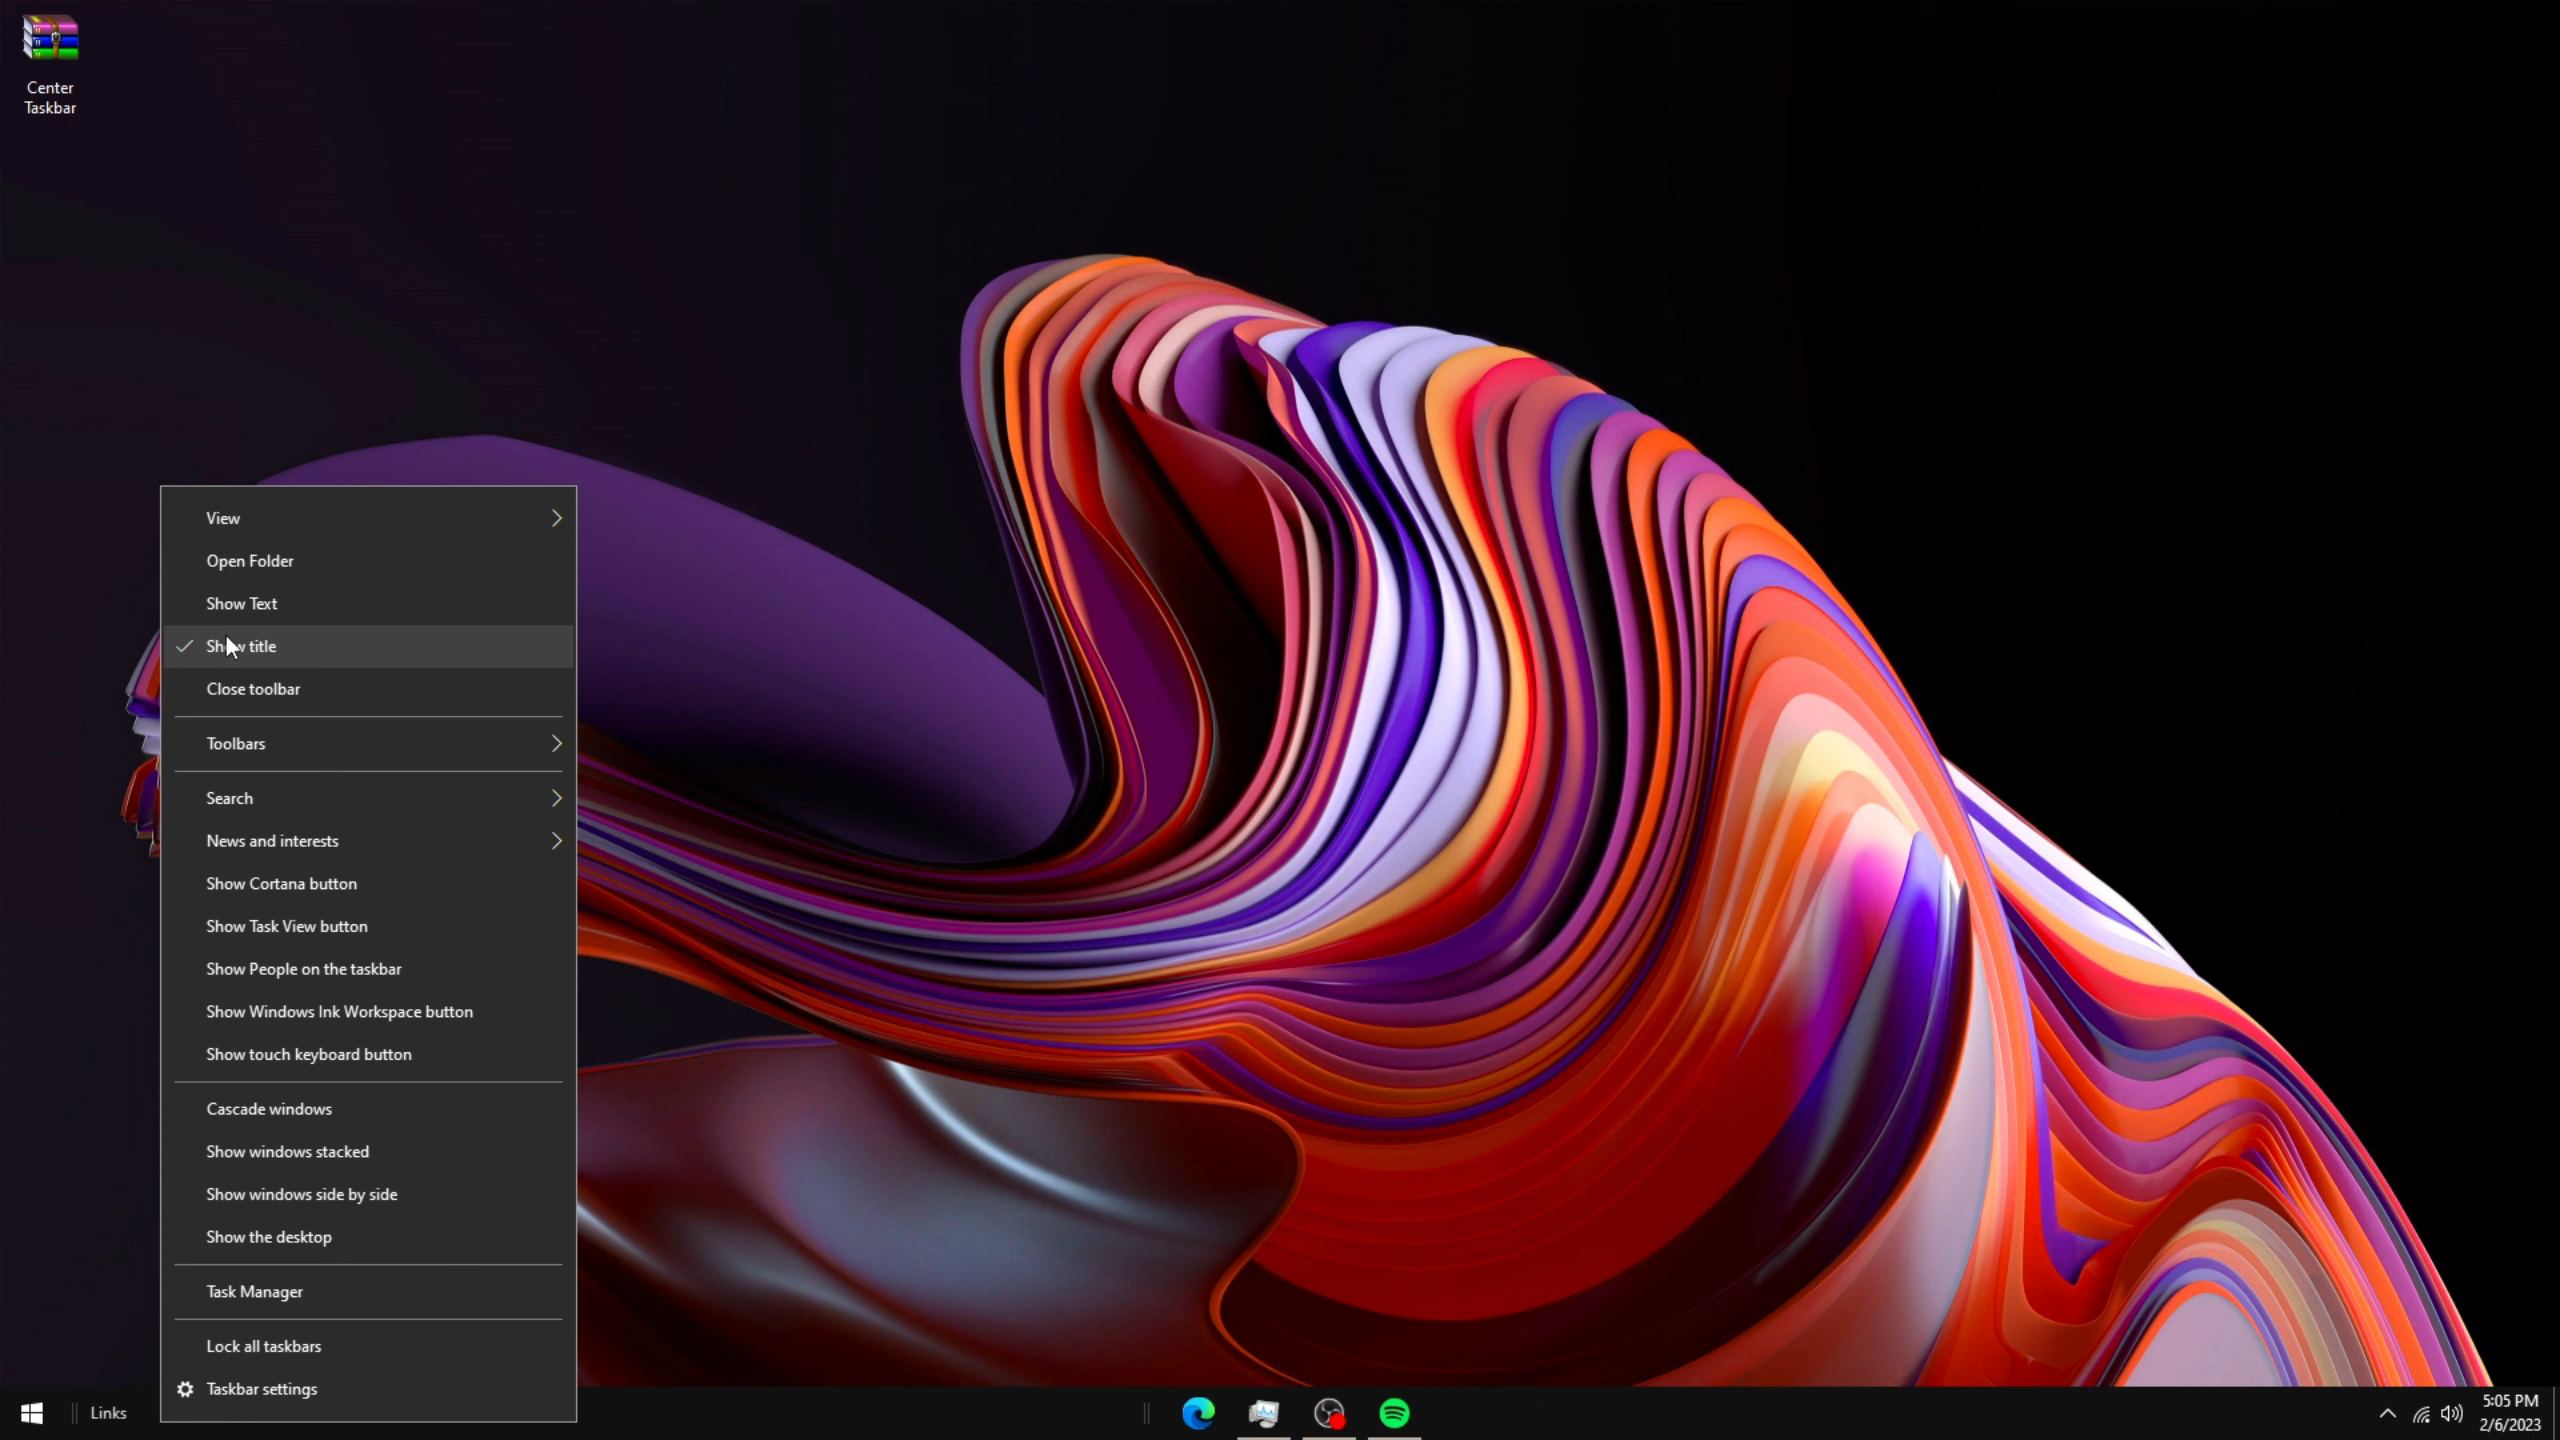 Center
Taskbar
View
Open Folder
Show Text
Show title
Close toolbar
Toolbars
Search
News and interests
Show Cortana button
Show Task View button
Show People on the taskbar
Show Windows Ink Workspace button
Show touch keyboard button
Cascade windows
Show windows stacked
Show windows side by side
Show the desktop
Task Manager
Lock all taskbars
Taskbar settings
Links
5:05 PM
2/6/2023